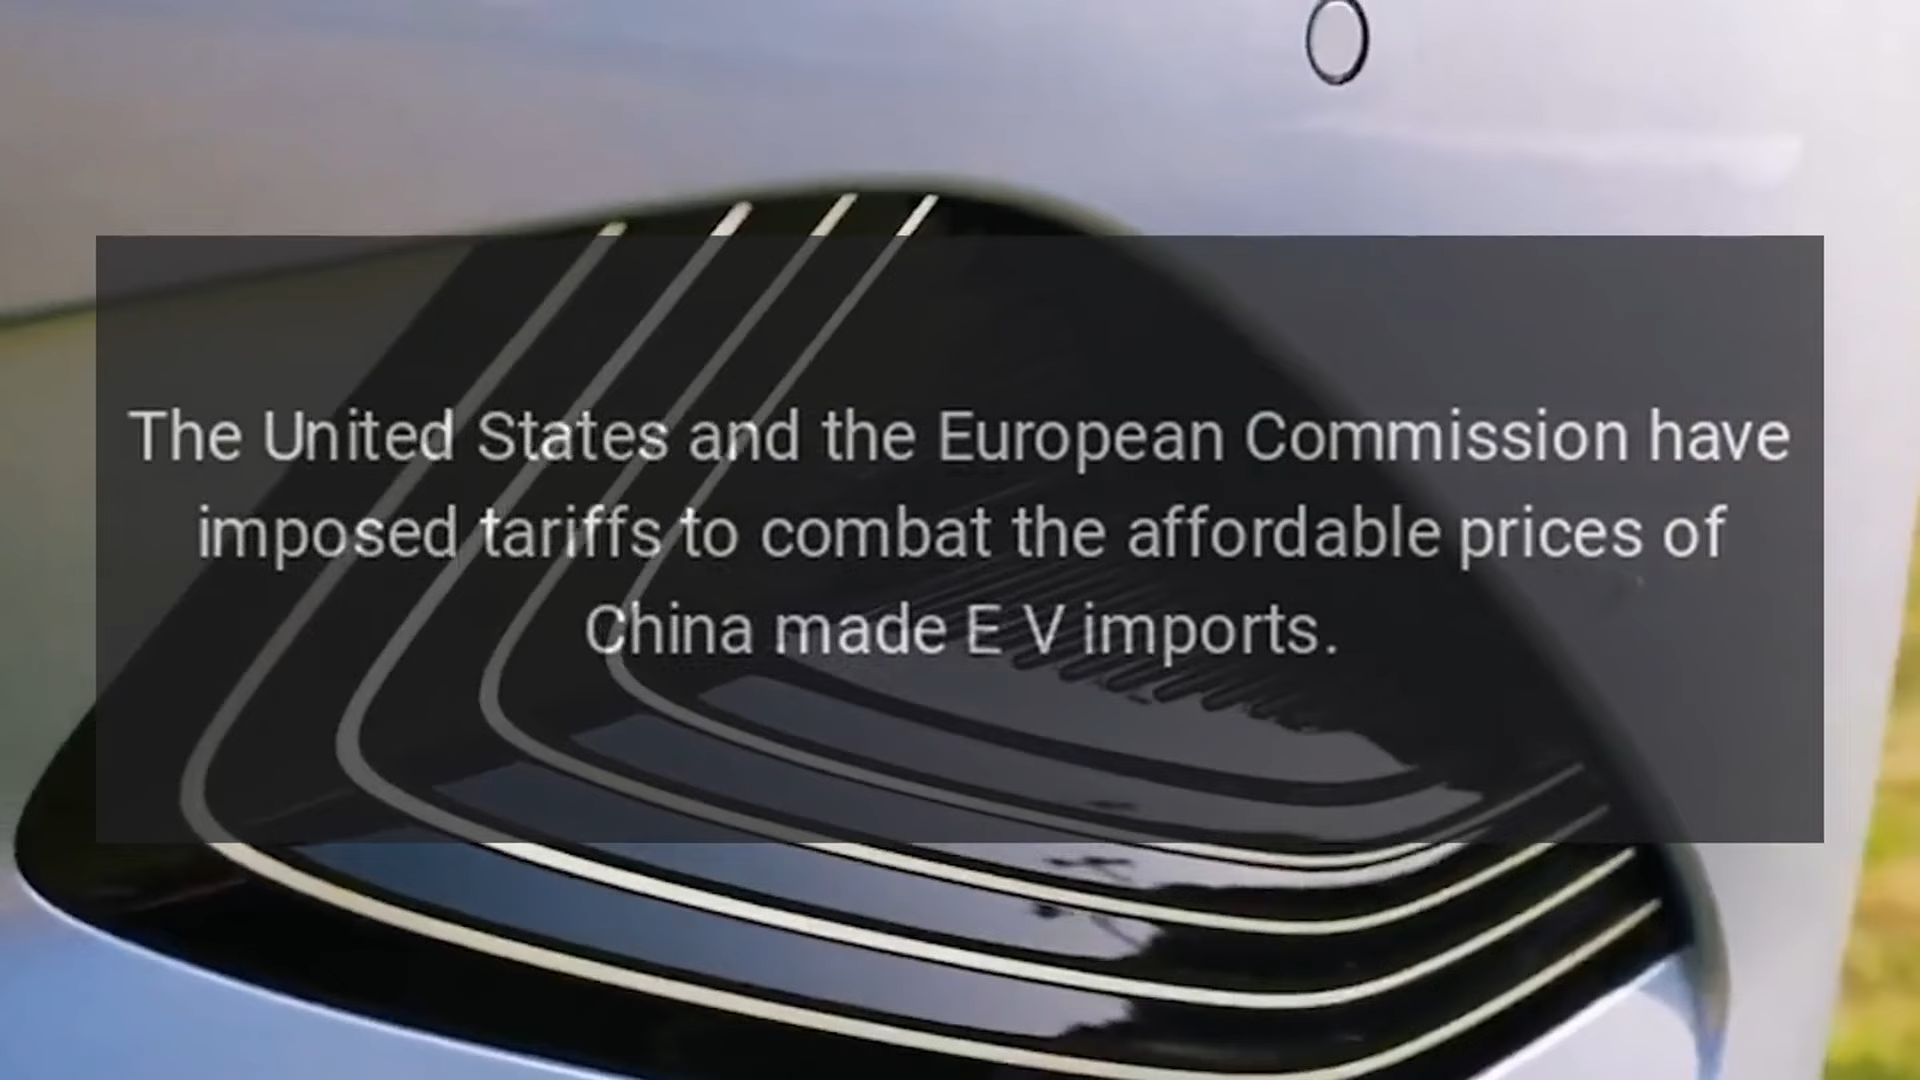 The United States and the European Commission have
imposed tariffs to combat the affordable prices of
China made E V imports.